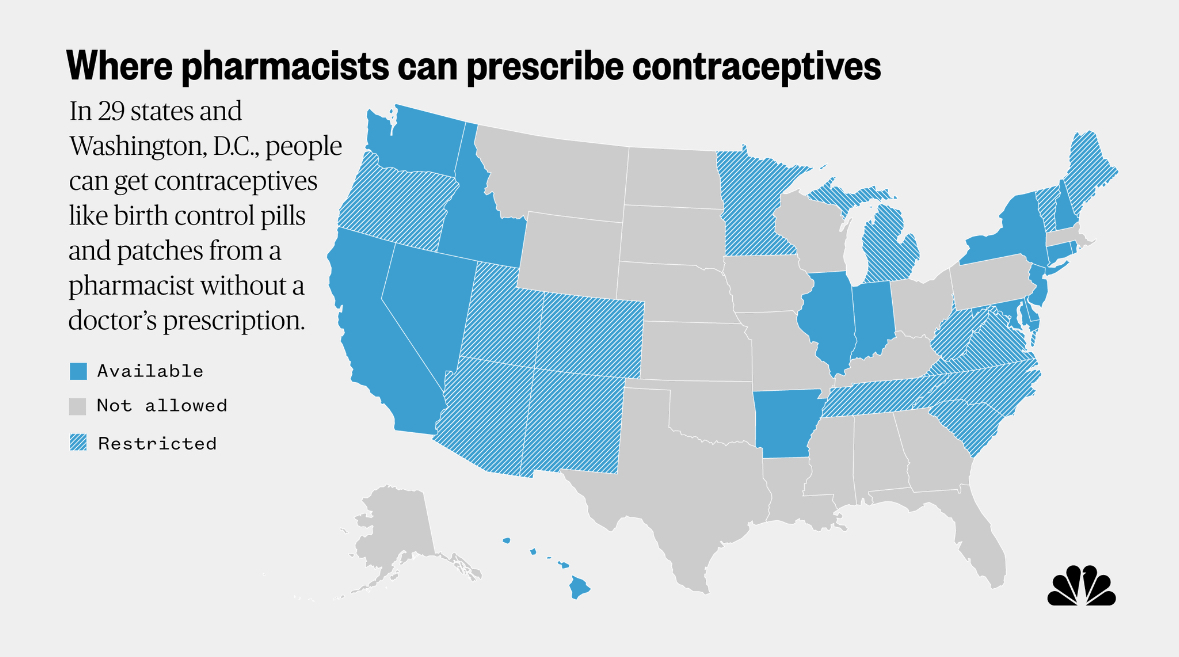 Where pharmacists can prescribe contraceptives
In 29 states and
Washington, D.C., people
can get contraceptives
like birth control pills
and patches from a
pharmacist without a
doctor’s prescription.
Available
Not allowed
Restricted